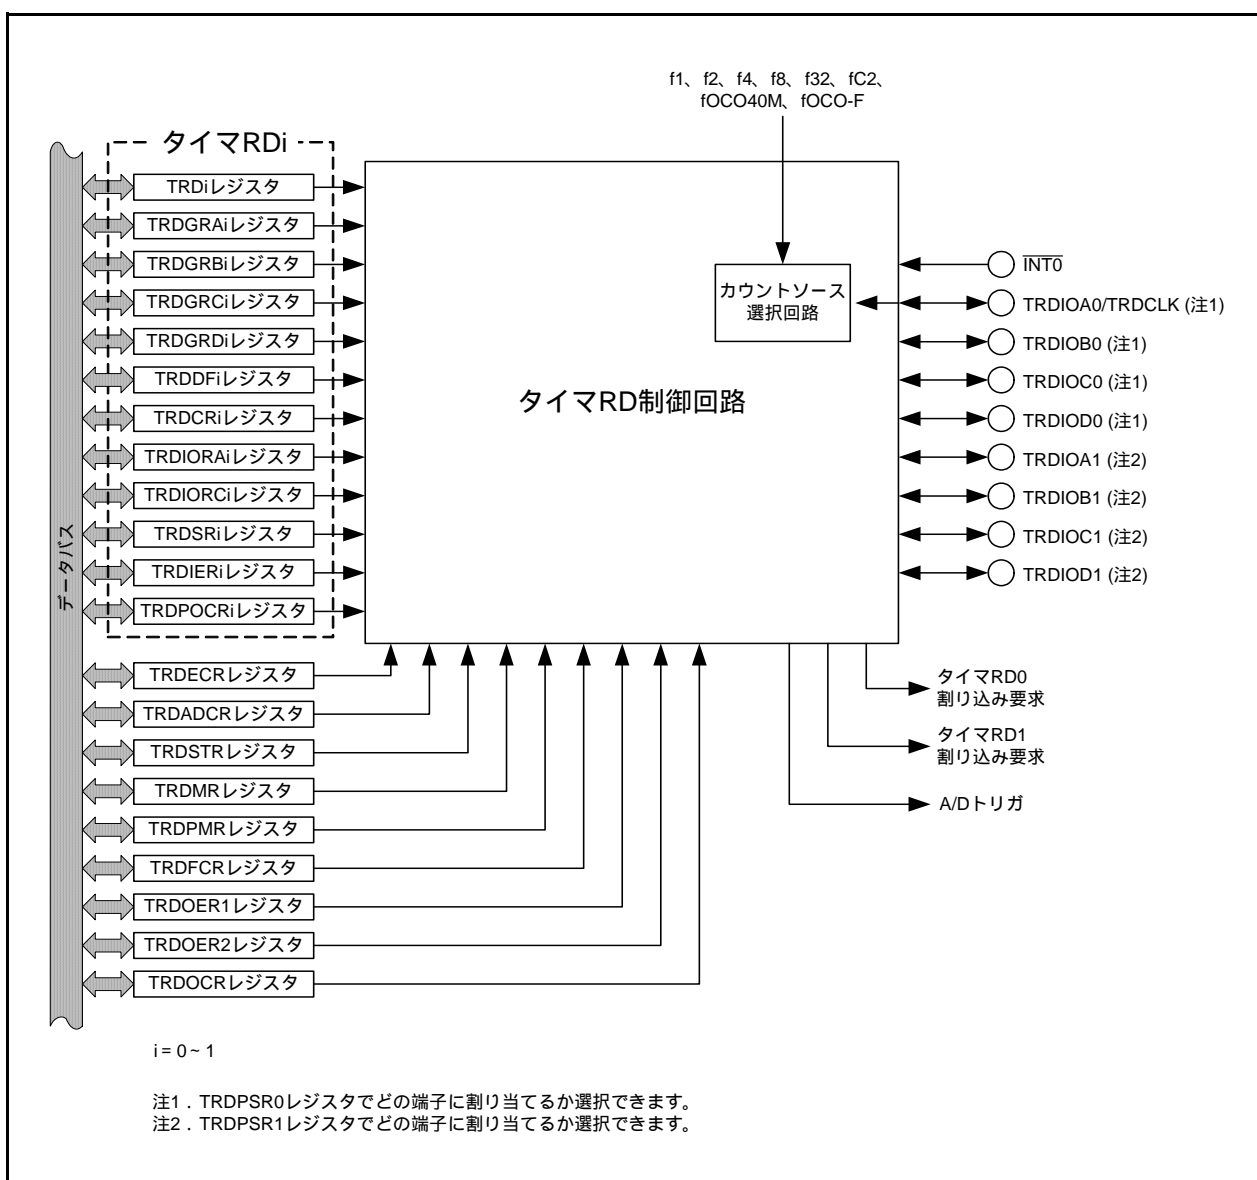 f1、f2、f4、f8、f32、fC2、
fOCO40M、fOCO-F
タイマRDi
TRDiレジスタ
TRDGRAiレジスタ
TRDGRBiレジスタ
TRDGRCiレジスタ
TRDGRDiレジスタ
TRDDFiレジスタ
TRDCRiレジスタ
TRDIORAiレジスタ
TRDIORCiレジスタ
TRDSRiレジスタ
TRDIERiレジスタ
TRDPOCRiレジスタ
データバス
カウントソース
選択回路
タイマRD制御回路
INT0
TRDIOA0/TRDCLK (注1)
TRDIOB0 (注1)
TRDIOC0 (注1)
TRDIOD0 (注1)
TRDIOA1 (注2)
TRDIOB1 (注2)
TRDIOC1 (注2)
TRDIOD1 (注2)
TRDECRレジスタ
TRDADCRレジスタ
TRDSTRレジスタ
TRDMRレジスタ
TRDPMRレジスタ
TRDFCRレジスタ
TRDOER1レジスタ
TRDOER2レジスタ
TRDOCRレジスタ
タイマRD0
割り込み要求
タイマRD1
割り込み要求
A/Dトリガ
i = 0~1
注1．TRDPSR0レジスタでどの端子に割り当てるか選択できます。
注2．TRDPSR1レジスタでどの端子に割り当てるか選択できます。